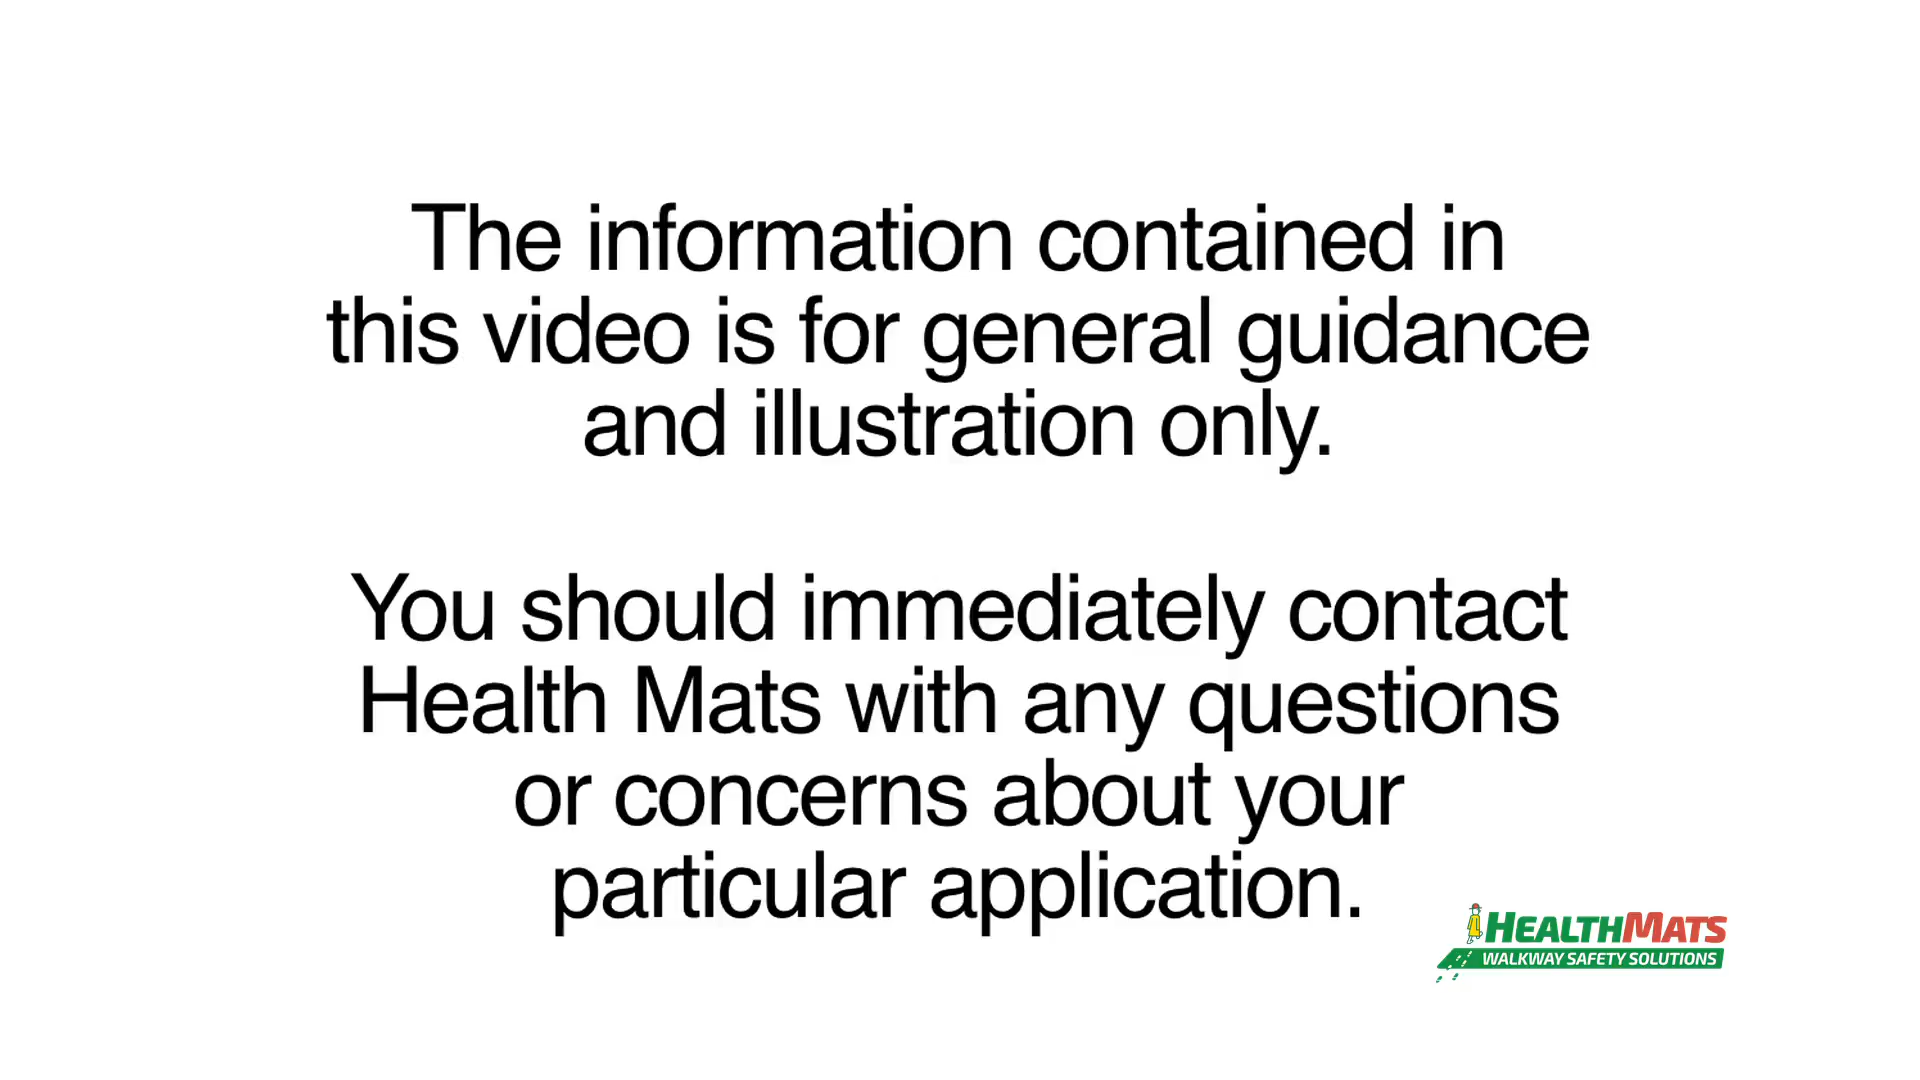 The information contained in
this video is for general guidance
and illustration only.
You should immediately contact
Health Mats with any questions
or concerns about your
particular application.
HEALTHMATS
WALKWAY SAFETY SOLUTIONS